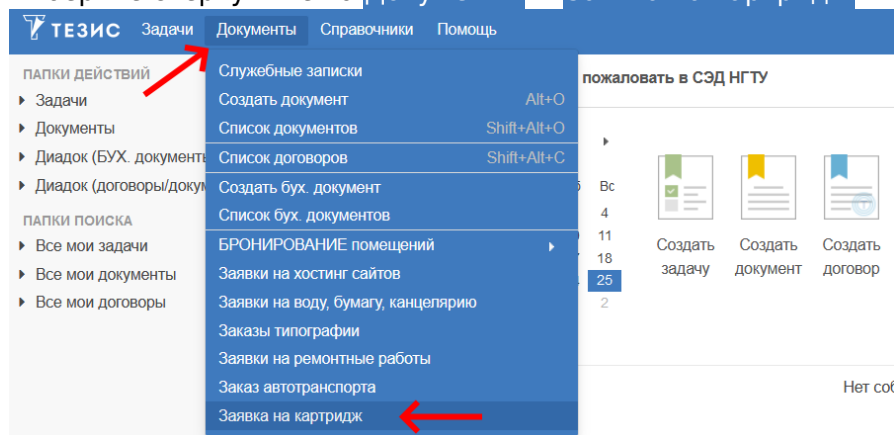 ТЕЗИС Задачи Документы Справочники Помощь
ПАПКИ ДЕЙСТВИЙ
Задачи
Документы
Диадок (БУХ. документ
Диадок (договоры/докум
ПАПКИ ПОИСКА
Все мои задачи
Все мои документы
Все мои договоры
Служебные записки
Создать документ Alt+O
Список документов Shift+Alt+O
Список договоров Shift+Alt+C
Создать бух. документ
Список бух. документов
БРОНИРОВАНИЕ помещений
Заявки на хостинг сайтов
Заявки на воду, бумагу, канцелярию
Заказы типографии
Заявки на ремонтные работы
Заказ автотранспорта
Заявка на картридж
пожаловать в СЭД НГТУ
Вс
4
11
18
25
2
Создать задачу
Создать документ
Создать договор
Нет